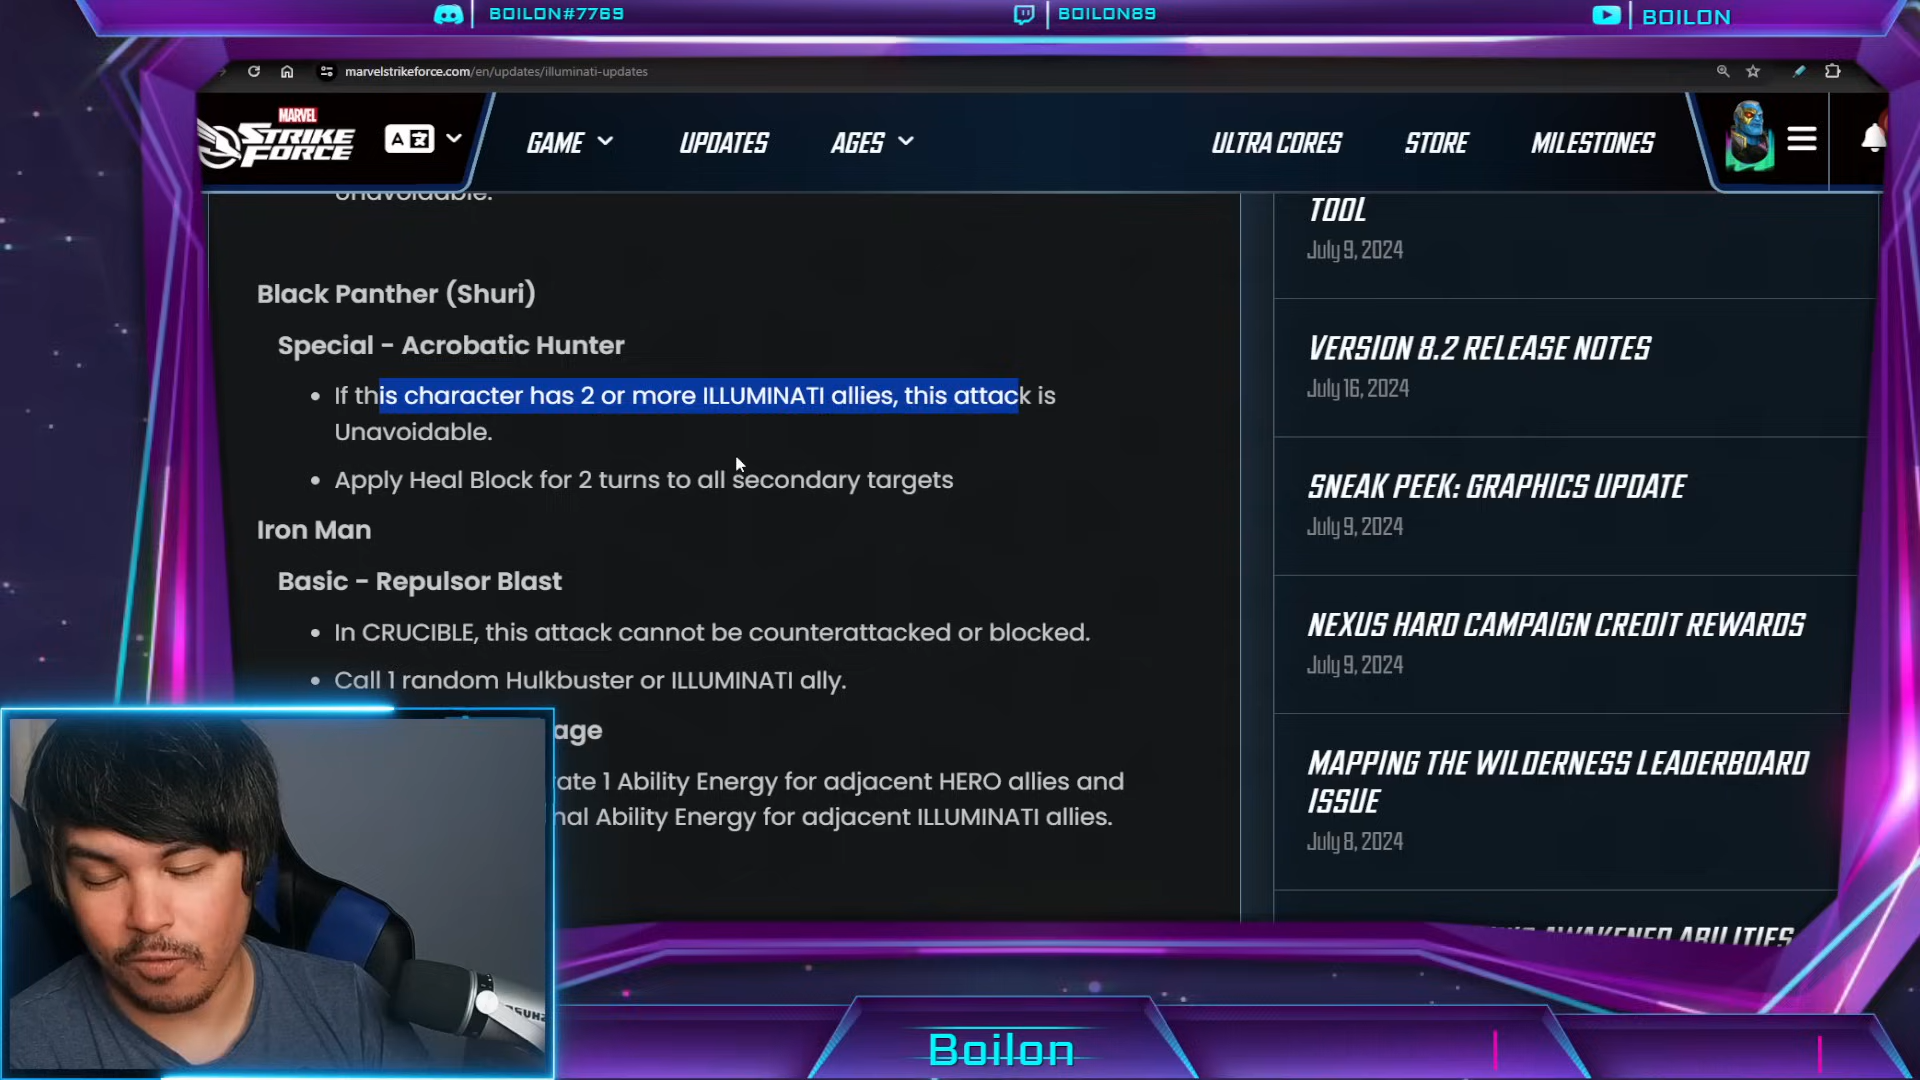 BOILON#7769
BOILON89
BOILON
marvelstrikeforce.com/en/updates/illuminati-updates
MARVEL
STRIKE
FORCE
A
GAME
UPDATES
AGES
ULTRA CORES
STORE
MILESTONES
Unavoidable.
Black Panther (Shuri)
Special - Acrobatic Hunter
If this character has 2 or more ILLUMINATI allies, this attack is
Unavoidable.
Apply Heal Block for 2 turns to all secondary targets
Iron Man
Basic - Repulsor Blast
In CRUCIBLE, this attack cannot be counterattacked or blocked.
Call 1 random Hulkbuster or ILLUMINATI ally.
age
ate 1 Ability Energy for adjacent HERO allies and
nal Ability Energy for adjacent ILLUMINATI allies.
TOOL
July 9, 2024
VERSION 8.2 RELEASE NOTES
July 16, 2024
SNEAK PEEK: GRAPHICS UPDATE
July 9, 2024
NEXUS HARD CAMPAIGN CREDIT REWARDS
July 9, 2024
MAPPING THE WILDERNESS LEADERBOARD
ISSUE
July 8, 2024
AWAKENED ABILITIES
Boilon